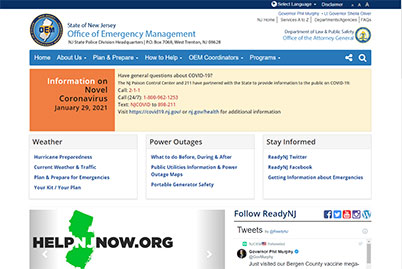 Select Language
Disclaimer
A A A
Governor Phil Murphy • Lt. Governor Sheila Oliver
NJ Home | Services A to Z | Departments/Agencies | FAQs
OEM
State of New Jersey
Office of Emergency Management
NJ State Police Division Headquarters | P.O. Box 7068, West Trenton, NJ 08628
Department of Law & Public Safety
Office of the Attorney General
Home About Us Plan & Prepare How to Help OEM Coordinators Programs
Information on
Novel
Coronavirus
January 29, 2021
Have general questions about COVID-19?
The NJ Poison Control Center and 211 have partnered with the State to provide information to the public on COVID-19:
Call: 2-1-1
Call (24/7): 1-800-962-1253
Text: NJCOVID to 898-211
Visit https://covid19.nj.gov/ or nj.gov/health for additional information
Weather
Hurricane Preparedness
Current Weather & Traffic
Plan & Prepare for Emergencies
Your Kit / Your Plan
Power Outages
What to do Before, During & After
Public Utilities Information & Power
Outage Maps
Portable Generator Safety
Stay Informed
ReadyNJ Twitter
ReadyNJ Facebook
Getting Information about Emergencies
HELPNJNOW.ORG
Follow ReadyNJ
Tweets by @ReadyNJ
Governor Phil Murphy
@GovMurphy
Just visited our Bergen County vaccine mega-